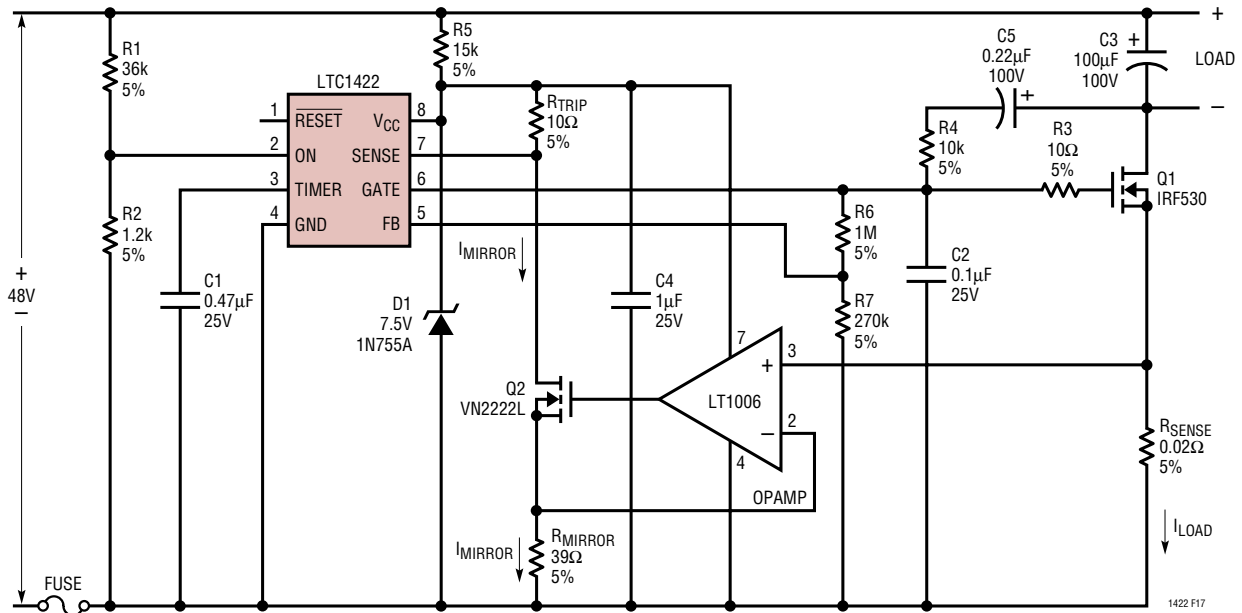 +
48V
−
FUSE
R1
36k
5%
R2
1.2k
5%
LTC1422
1
RESET
2
ON
3
TIMER
4
GND
8
VCC
7
SENSE
6
GATE
5
FB
C1
0.47µF
25V
R5
15k
5%
D1
7.5V
1N755A
RTRIP
10Ω
5%
IMIRROR
C4
1µF
25V
Q2
VN2222L
IMIRROR
RMIRROR
39Ω
5%
7
+
3
LT1006
−
2
4
OPAMP
R6
1M
5%
R7
270k
5%
R4
10k
5%
C5
0.22µF
100V
+
C2
0.1µF
25V
R3
10Ω
5%
Q1
IRF530
C3
100µF
100V
+
+
LOAD
−
RSENSE
0.02Ω
5%
ILOAD
1422 F17